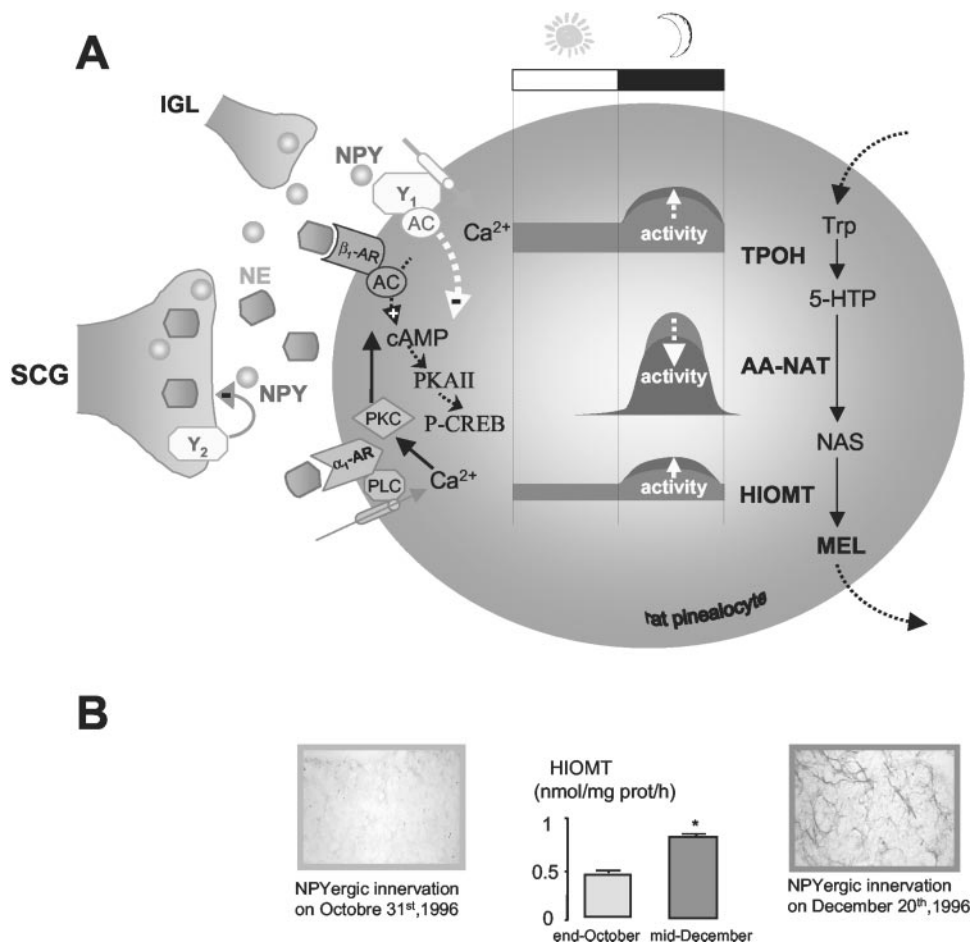 A
IGL
NPY
Y1
AC
Ca2+
β1-AR
AC
NE
cAMP
PKAII
P-CREB
SCG
NPY
Y2
PKC
α1-AR
PLC
Ca2+
-
+
-
activity
TPOH
activity
AA-NAT
activity
HIOMT
Trp
5-HTP
NAS
MEL
rat pinealocyte
B
NPYergic innervation
on Octobre 31st,1996
HIOMT
(nmol/mg prot/h)
1
0.5
0
*
end-October mid-December
NPYergic innervation
on December 20th,1996